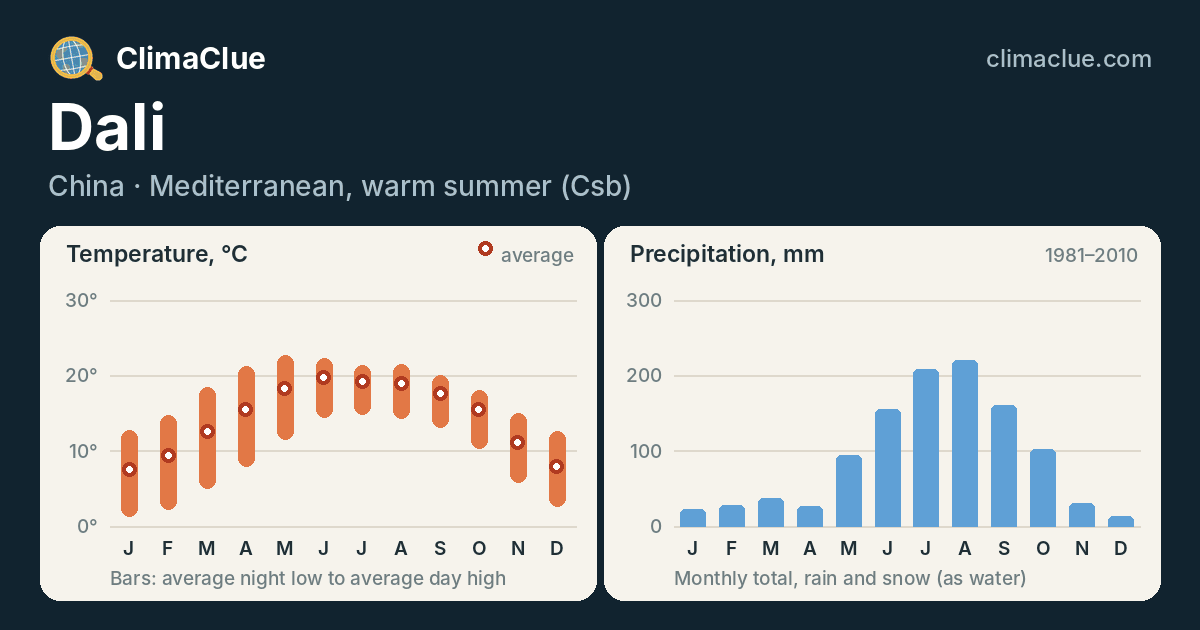 ClimaClue
climaclue.com
Dali
China · Mediterranean, warm summer (Csb)
Temperature, °C
average
30°
20°
10°
0°
J F M A M J J A S O N D
Bars: average night low to average day high
Precipitation, mm
1981–2010
300
200
100
0
J F M A M J J A S O N D
Monthly total, rain and snow (as water)